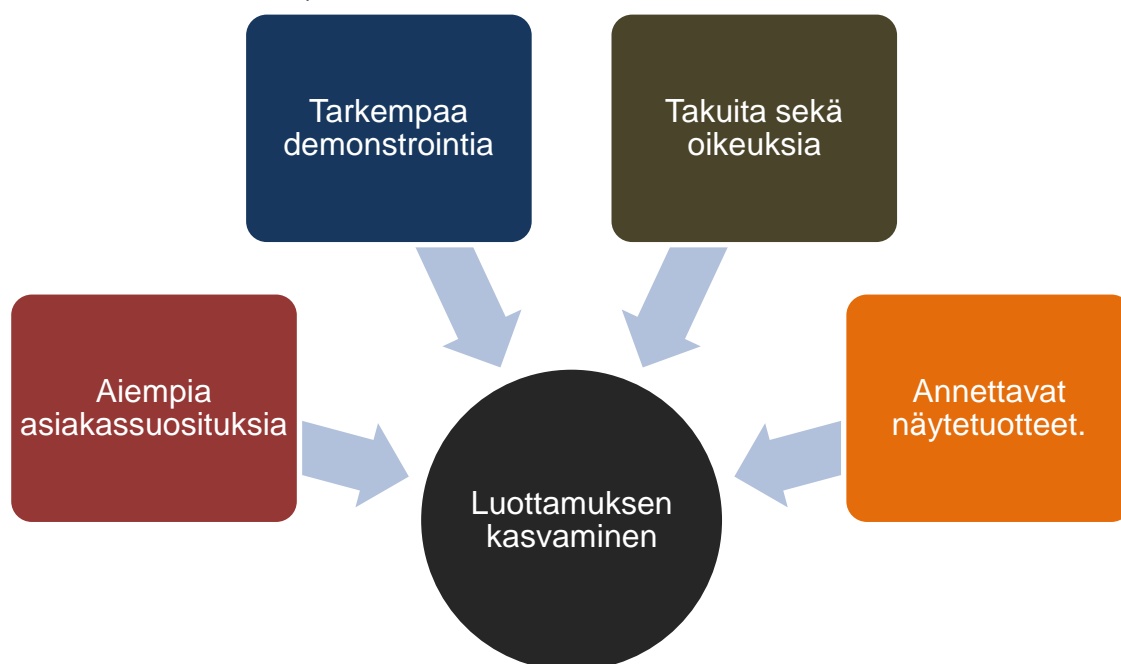 Tarkempaa
demonstrointia
Takuita sekä
oikeuksia
Aiempia
asiakassuosituksia
Annettavat
näytetuotteet.
Luottamuksen
kasvaminen